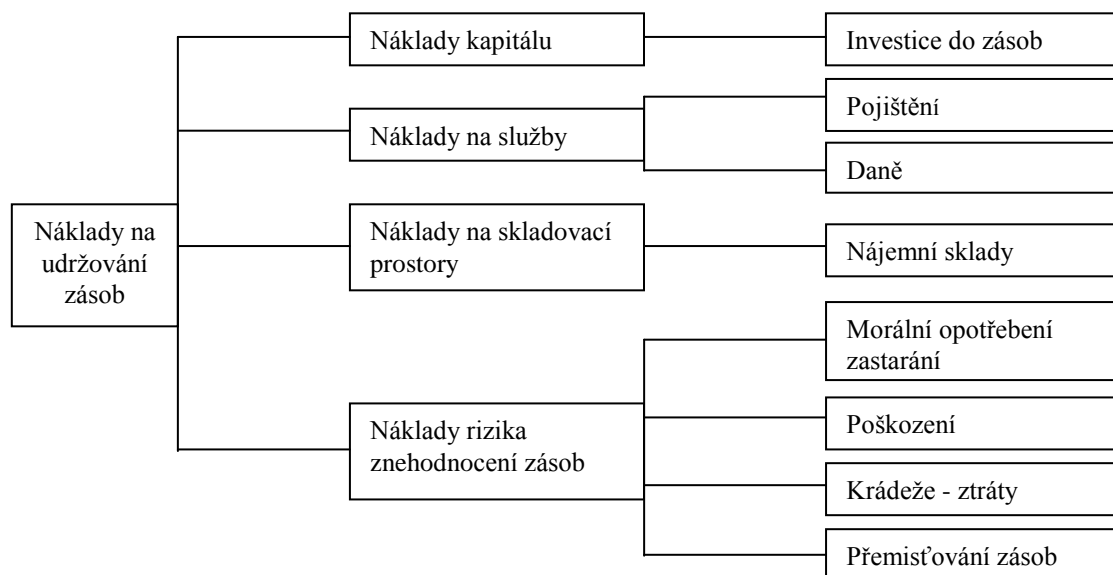 Náklady kapitálu
Investice do zásob
Náklady na služby
Pojištění
Daně
Náklady na
udržování
zásob
Náklady na skladovací
prostory
Nájemní sklady
Náklady rizika
znehodnocení zásob
Morální opotřebení
zastarání
Poškození
Krádeže - ztráty
Přemisťování zásob